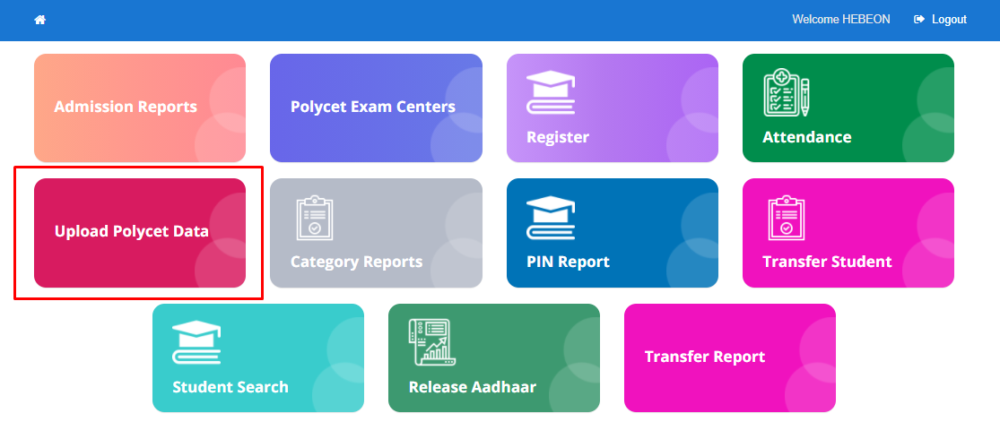 Welcome HEBEON
Logout
Admission Reports
Polycet Exam Centers
Register
Attendance
Upload Polycet Data
Category Reports
PIN Report
Transfer Student
Student Search
Release Aadhaar
Transfer Report